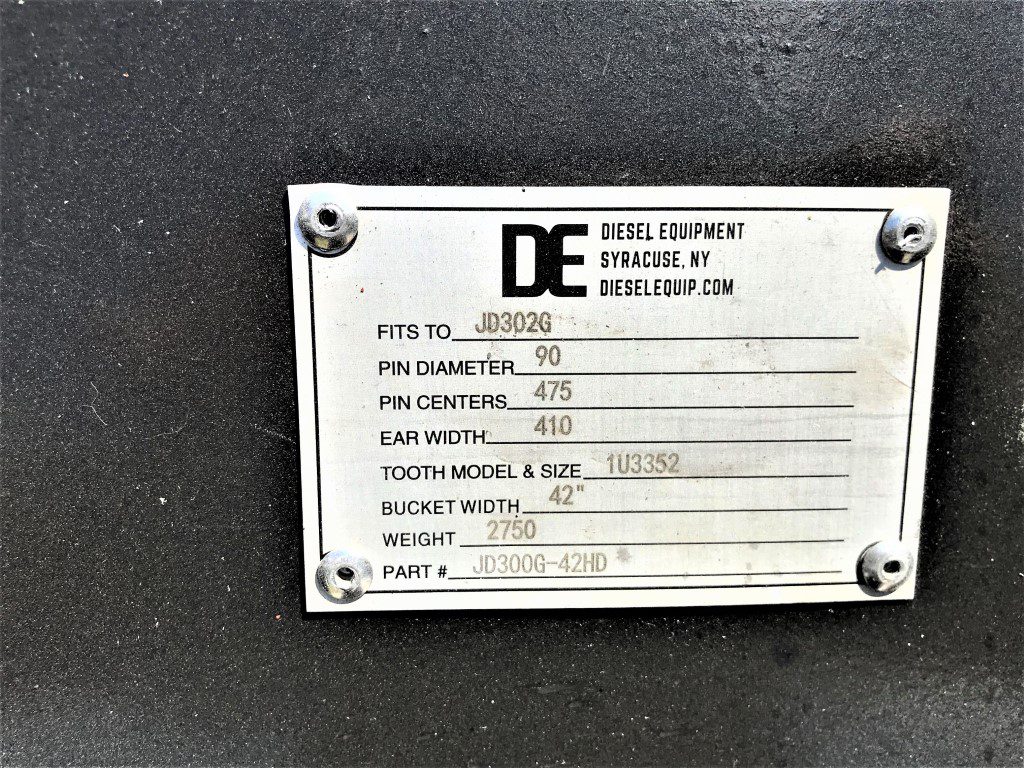 DE DIESEL EQUIPMENT
SYRACUSE, NY
DIESELEQUIP.COM
FITS TO JD302G
PIN DIAMETER 90
PIN CENTERS 475
EAR WIDTH 410
TOOTH MODEL & SIZE 1U3352
BUCKET WIDTH 42"
WEIGHT 2750
PART # JD300G-42HD